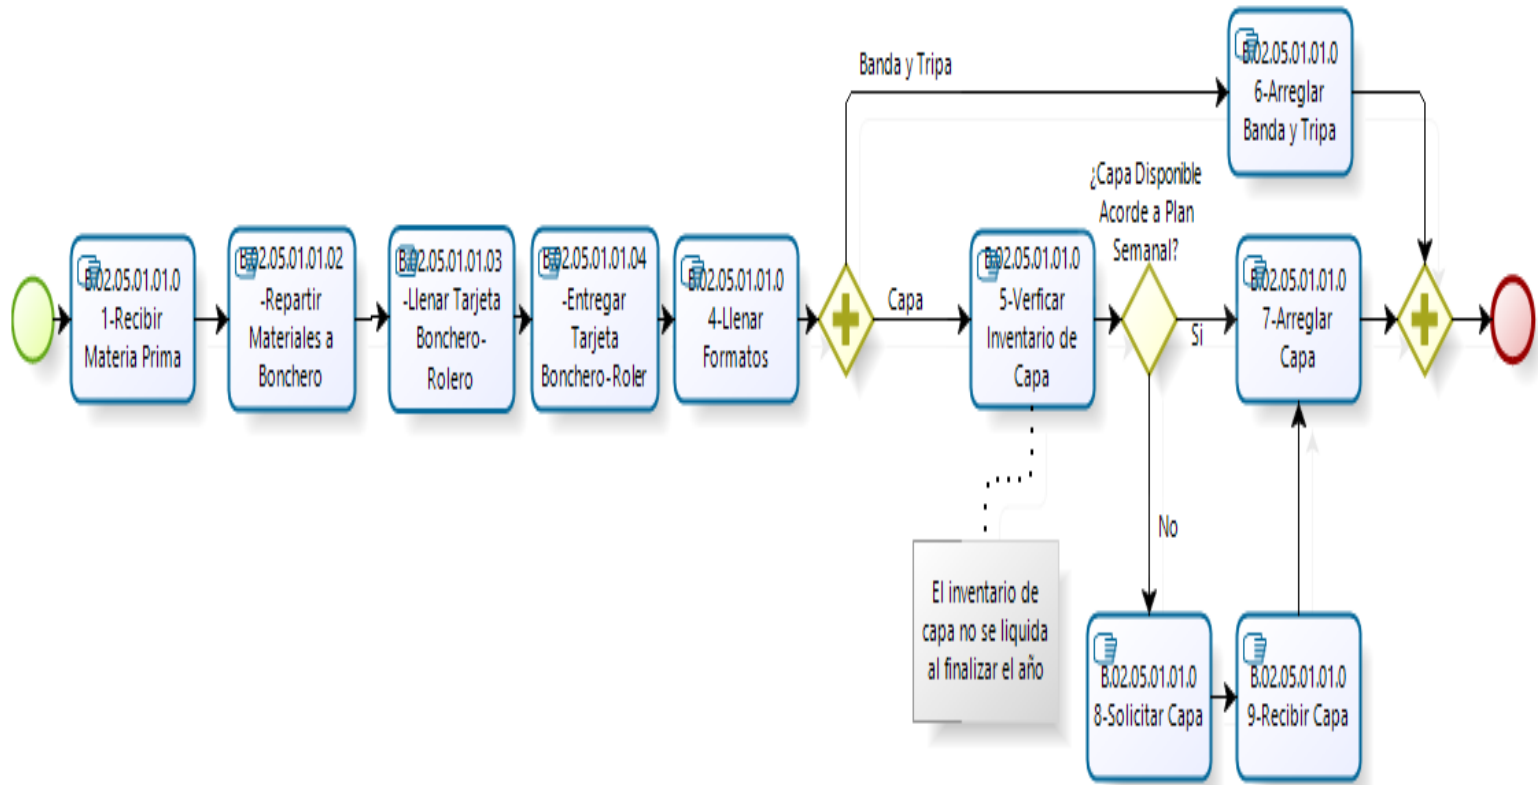 B.02.05.01.01.0
1-Recibir
Materia Prima
B.02.05.01.01.02
-Repartir
Materiales a
Bonchero
B.02.05.01.01.03
-Llenar Tarjeta
Bonchero-
Rolero
B.02.05.01.01.04
-Entregar
Tarjeta
Bonchero-Roler
B.02.05.01.01.0
4-Llenar
Formatos
Banda y Tripa
B.02.05.01.01.0
6-Arreglar
Banda y Tripa
Capa
B.02.05.01.01.0
5-Verficar
Inventario de
Capa
¿Capa Disponible
Acorde a Plan
Semanal?
Si
B.02.05.01.01.0
7-Arreglar
Capa
No
El inventario de
capa no se liquida
al finalizar el año
B.02.05.01.01.0
8-Solicitar Capa
B.02.05.01.01.0
9-Recibir Capa